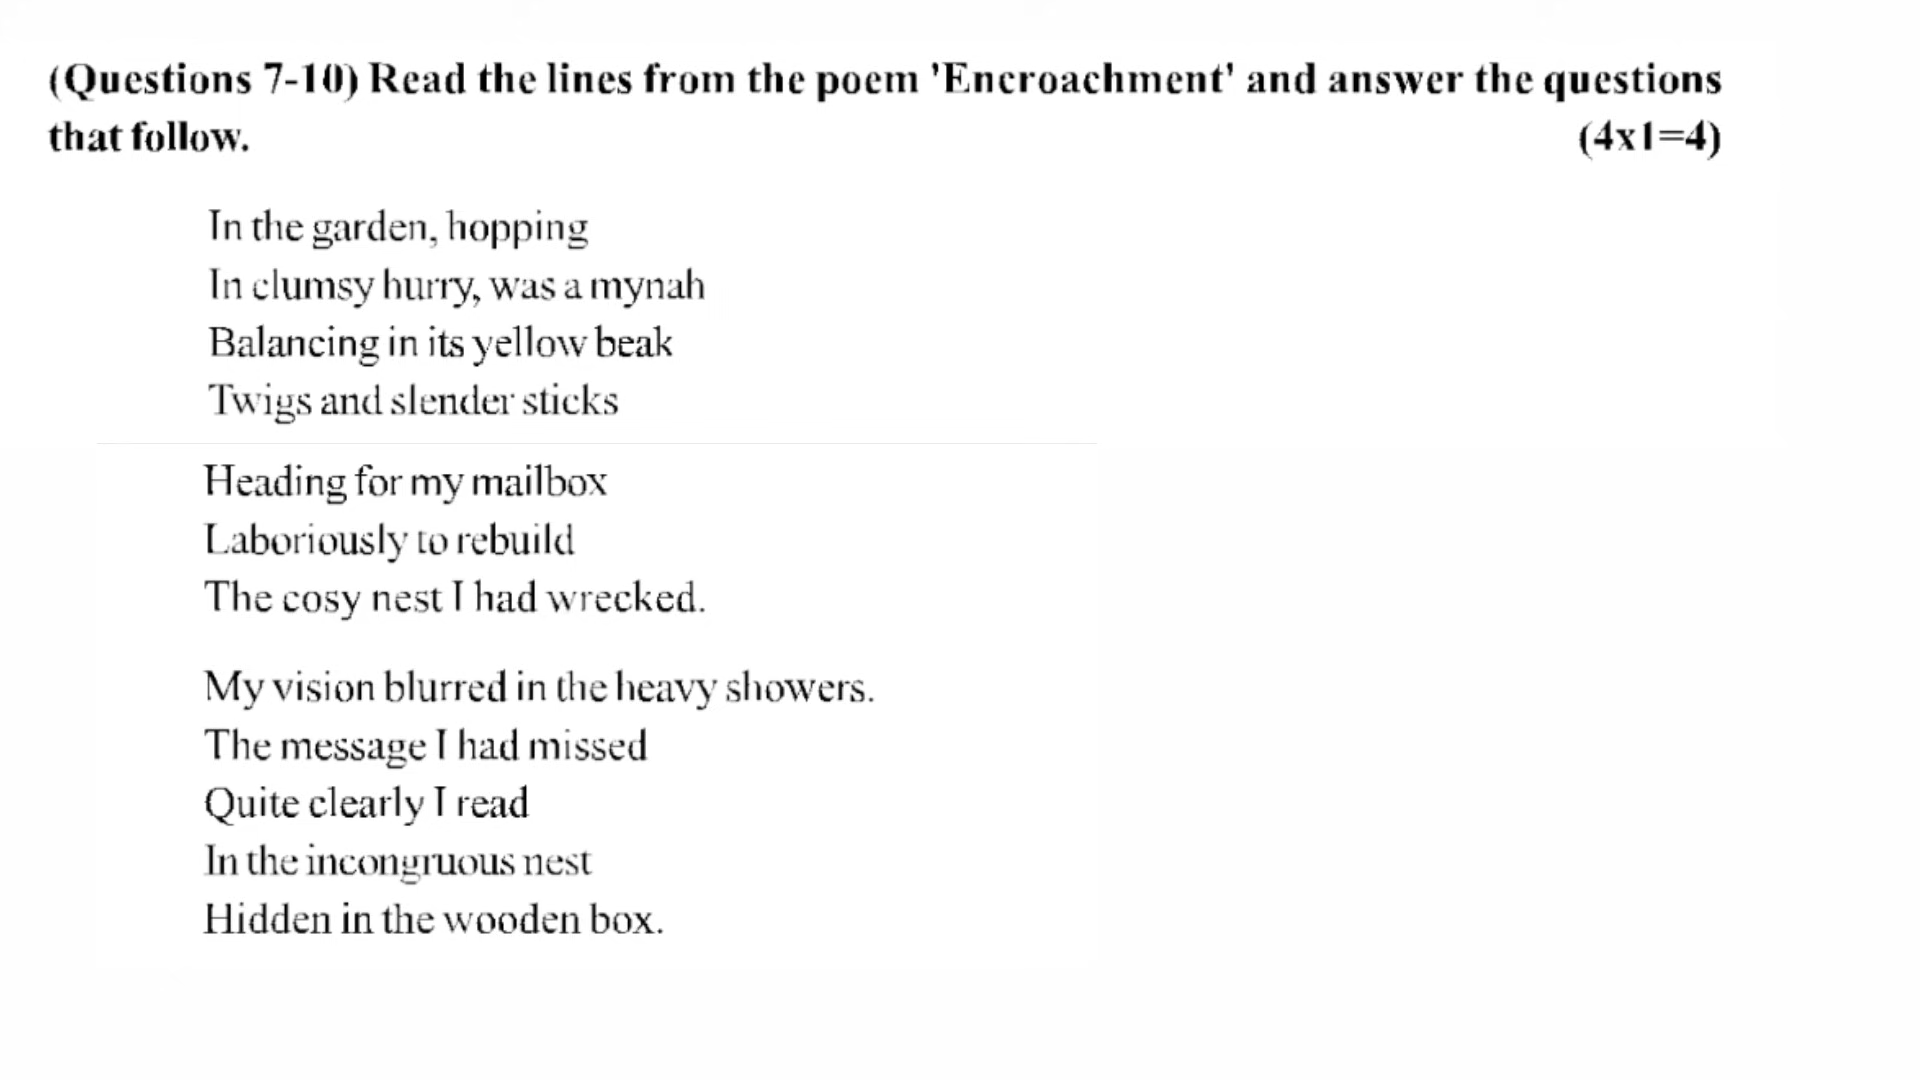 (Questions 7-10) Read the lines from the poem 'Encroachment' and answer the questions
that follow. (4x1=4)
In the garden, hopping
In clumsy hurry, was a mynah
Balancing in its yellow beak
Twigs and slender sticks
Heading for my mailbox
Laboriously to rebuild
The cosy nest I had wrecked.
My vision blurred in the heavy showers.
The message I had missed
Quite clearly I read
In the incongruous nest
Hidden in the wooden box.